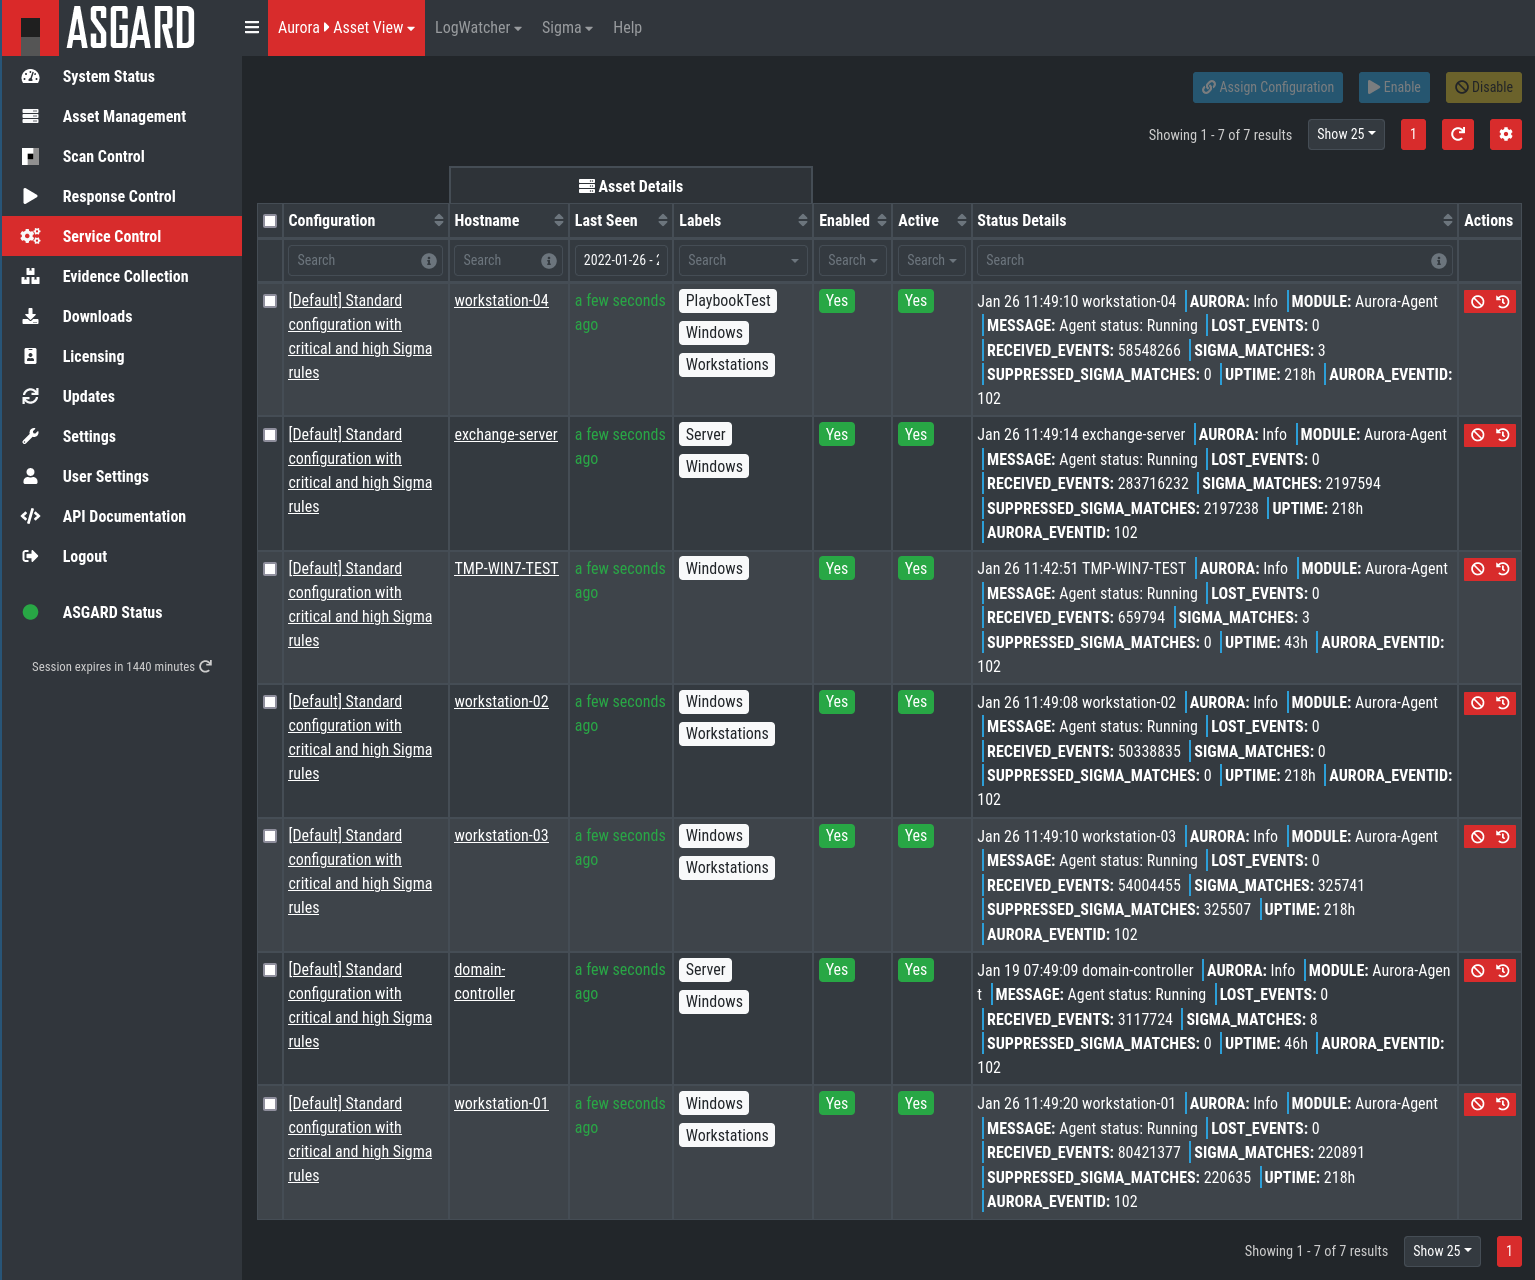 ASGARD
Aurora Asset View LogWatcher Sigma Help
System Status
Asset Management
Scan Control
Response Control
Service Control
Evidence Collection
Downloads
Licensing
Updates
Settings
User Settings
API Documentation
Logout
ASGARD Status
Session expires in 1440 minutes
Assign Configuration Enable Disable
Showing 1 - 7 of 7 results Show 25 1
Asset Details
Configuration Hostname Last Seen Labels Enabled Active Status Details Actions
Search Search 2022-01-26 - Search Search Search Search
[Default] Standard
configuration with
critical and high Sigma
rules
workstation-04
a few seconds
ago
PlaybookTest
Windows
Workstations
Yes
Yes
Jan 26 11:49:10 workstation-04 AURORA: Info MODULE: Aurora-Agent
MESSAGE: Agent status: Running LOST_EVENTS: 0
RECEIVED_EVENTS: 58548266 SIGMA_MATCHES: 3
SUPPRESSED_SIGMA_MATCHES: 0 UPTIME: 218h AURORA_EVENTID:
102
[Default] Standard
configuration with
critical and high Sigma
rules
exchange-server
a few seconds
ago
Server
Windows
Yes
Yes
Jan 26 11:49:14 exchange-server AURORA: Info MODULE: Aurora-Agent
MESSAGE: Agent status: Running LOST_EVENTS: 0
RECEIVED_EVENTS: 283716232 SIGMA_MATCHES: 2197594
SUPPRESSED_SIGMA_MATCHES: 2197238 UPTIME: 218h
AURORA_EVENTID: 102
[Default] Standard
configuration with
critical and high Sigma
rules
TMP-WIN7-TEST
a few seconds
ago
Windows
Yes
Yes
Jan 26 11:42:51 TMP-WIN7-TEST AURORA: Info MODULE: Aurora-Agent
MESSAGE: Agent status: Running LOST_EVENTS: 0
RECEIVED_EVENTS: 659794 SIGMA_MATCHES: 3
SUPPRESSED_SIGMA_MATCHES: 0 UPTIME: 43h AURORA_EVENTID:
102
[Default] Standard
configuration with
critical and high Sigma
rules
workstation-02
a few seconds
ago
Windows
Workstations
Yes
Yes
Jan 26 11:49:08 workstation-02 AURORA: Info MODULE: Aurora-Agent
MESSAGE: Agent status: Running LOST_EVENTS: 0
RECEIVED_EVENTS: 50338835 SIGMA_MATCHES: 0
SUPPRESSED_SIGMA_MATCHES: 0 UPTIME: 218h AURORA_EVENTID:
102
[Default] Standard
configuration with
critical and high Sigma
rules
workstation-03
a few seconds
ago
Windows
Workstations
Yes
Yes
Jan 26 11:49:10 workstation-03 AURORA: Info MODULE: Aurora-Agent
MESSAGE: Agent status: Running LOST_EVENTS: 0
RECEIVED_EVENTS: 54004455 SIGMA_MATCHES: 325741
SUPPRESSED_SIGMA_MATCHES: 325507 UPTIME: 218h
AURORA_EVENTID: 102
[Default] Standard
configuration with
critical and high Sigma
rules
domain-
controller
a few seconds
ago
Server
Windows
Yes
Yes
Jan 19 07:49:09 domain-controller AURORA: Info MODULE: Aurora-Agen
t MESSAGE: Agent status: Running LOST_EVENTS: 0
RECEIVED_EVENTS: 3117724 SIGMA_MATCHES: 8
SUPPRESSED_SIGMA_MATCHES: 0 UPTIME: 46h AURORA_EVENTID:
102
[Default] Standard
configuration with
critical and high Sigma
rules
workstation-01
a few seconds
ago
Windows
Workstations
Yes
Yes
Jan 26 11:49:20 workstation-01 AURORA: Info MODULE: Aurora-Agent
MESSAGE: Agent status: Running LOST_EVENTS: 0
RECEIVED_EVENTS: 80421377 SIGMA_MATCHES: 220891
SUPPRESSED_SIGMA_MATCHES: 220635 UPTIME: 218h
AURORA_EVENTID: 102
Showing 1 - 7 of 7 results Show 25 1